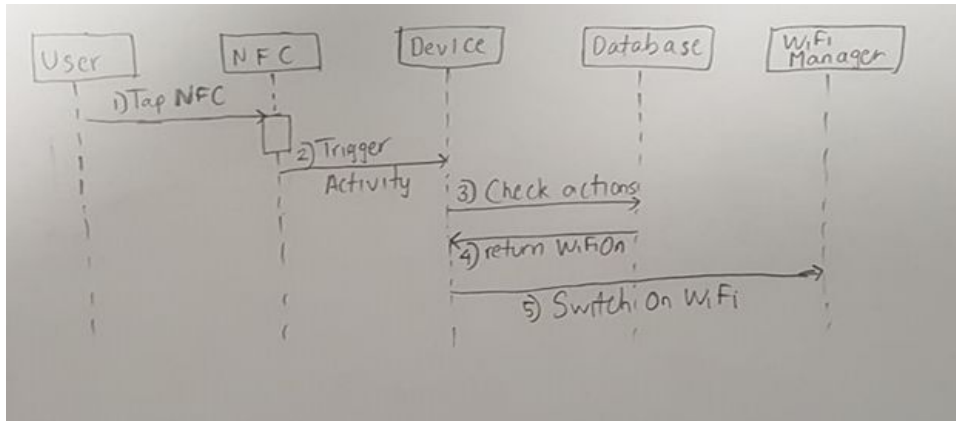 User
NFC
Device
Database
WiFi
Manager
1) Tap NFC
2) Trigger
Activity
3) Check actions
4) return WiFiOn
5) Switch On WiFi